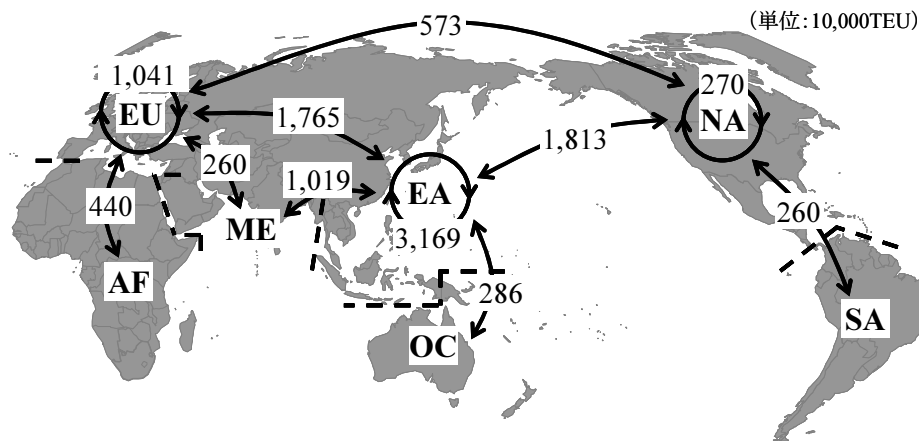 (単位:10,000TEU)
573
1,041
EU
1,765
270
NA
1,813
260
1,019
EA
440
ME
3,169
260
AF
286
OC
SA